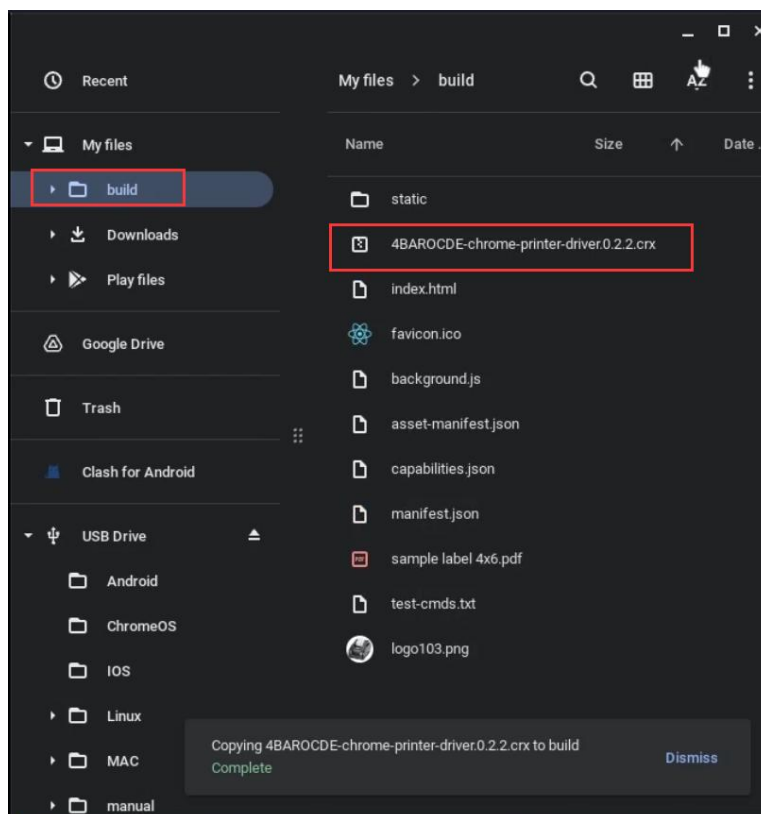 Recent
My files > build
AZ
My files
Name Size Date .
build
static
Downloads
4BAROCDE-chrome-printer-driver.0.2.2.crx
Play files
index.html
Google Drive
favicon.ico
background.js
Trash
asset-manifest.json
Clash for Android
capabilities.json
manifest.json
USB Drive
sample label 4x6.pdf
PDF
Android
test-cmds.txt
ChromeOS
logo103.png
IOS
Linux
Copying 4BAROCDE-chrome-printer-driver.0.2.2.crx to build
Complete
Dismiss
MAC
manual